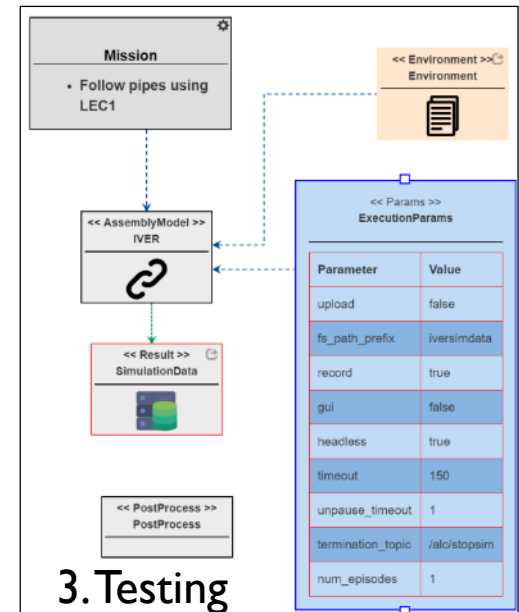 Mission
• Follow pipes using
LEC1
<< Environment >>
Environment
<< Params >>
ExecutionParams
Parameter Value
upload false
fs_path_prefix iversimdata
record true
gui false
headless true
timeout 150
unpause_timeout 1
termination_topic /alc/stopsim
num_episodes 1
<< AssemblyModel >>
IVER
<< Result >>
SimulationData
<< PostProcess >>
PostProcess
3. Testing